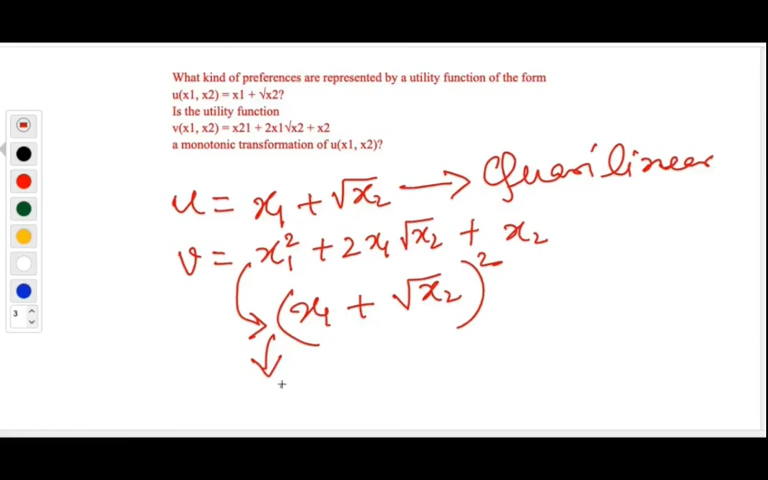 What kind of preferences are represented by a utility function of the form
u(x1, x2) = x1 + √x2?
Is the utility function
v(x1, x2) = x21 + 2x1√x2 + x2
a monotonic transformation of u(x1, x2)?
u = x₁ + √x₂ → Quasilinear
v = x₁² + 2x₁√x₂ + x₂
(x₁ + √x₂)²
3